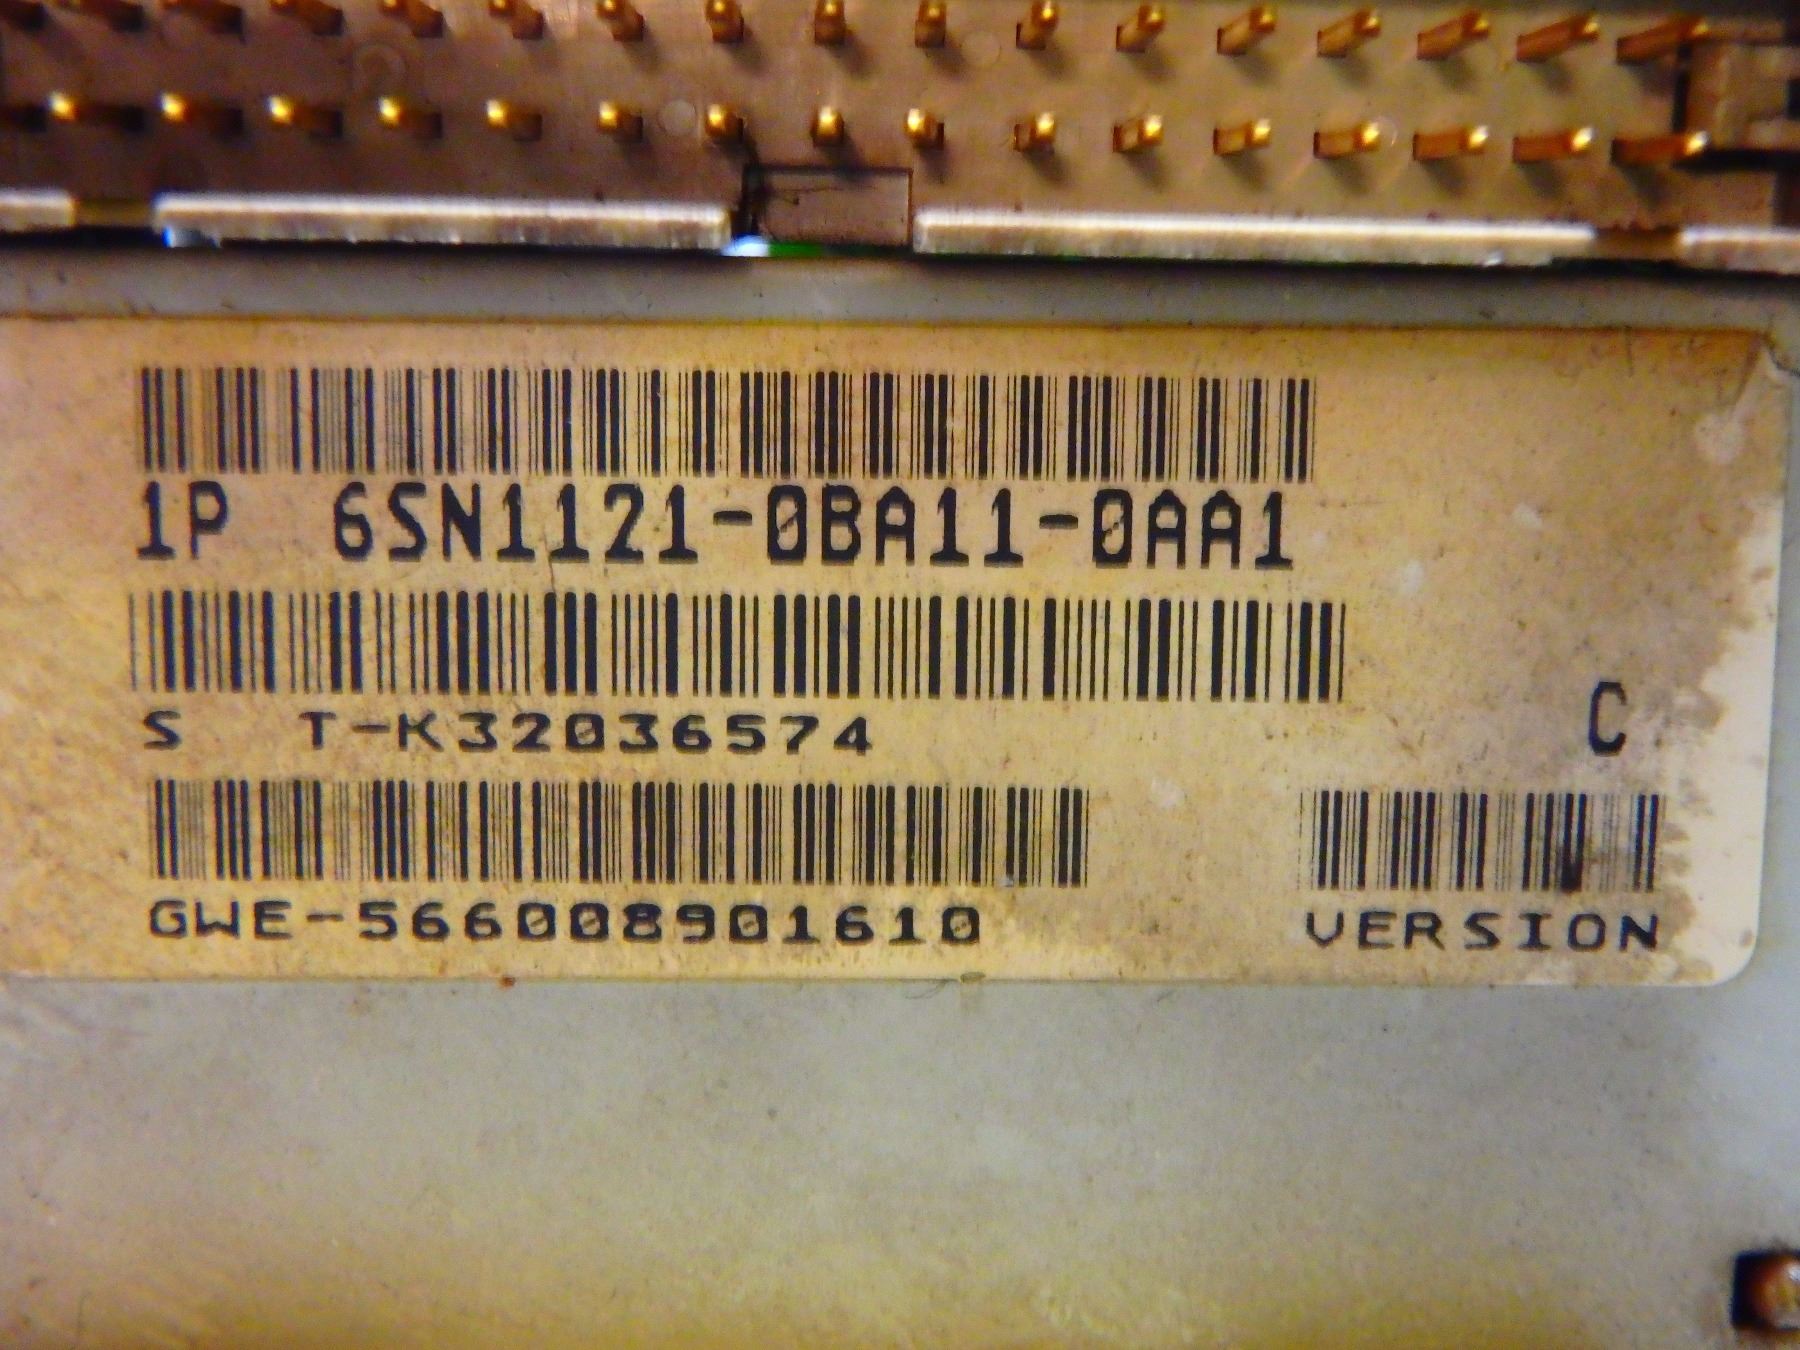 1P 6SN1121-0BA11-0AA1
S T-K32036574
C
GWE-566008901610
VERSION